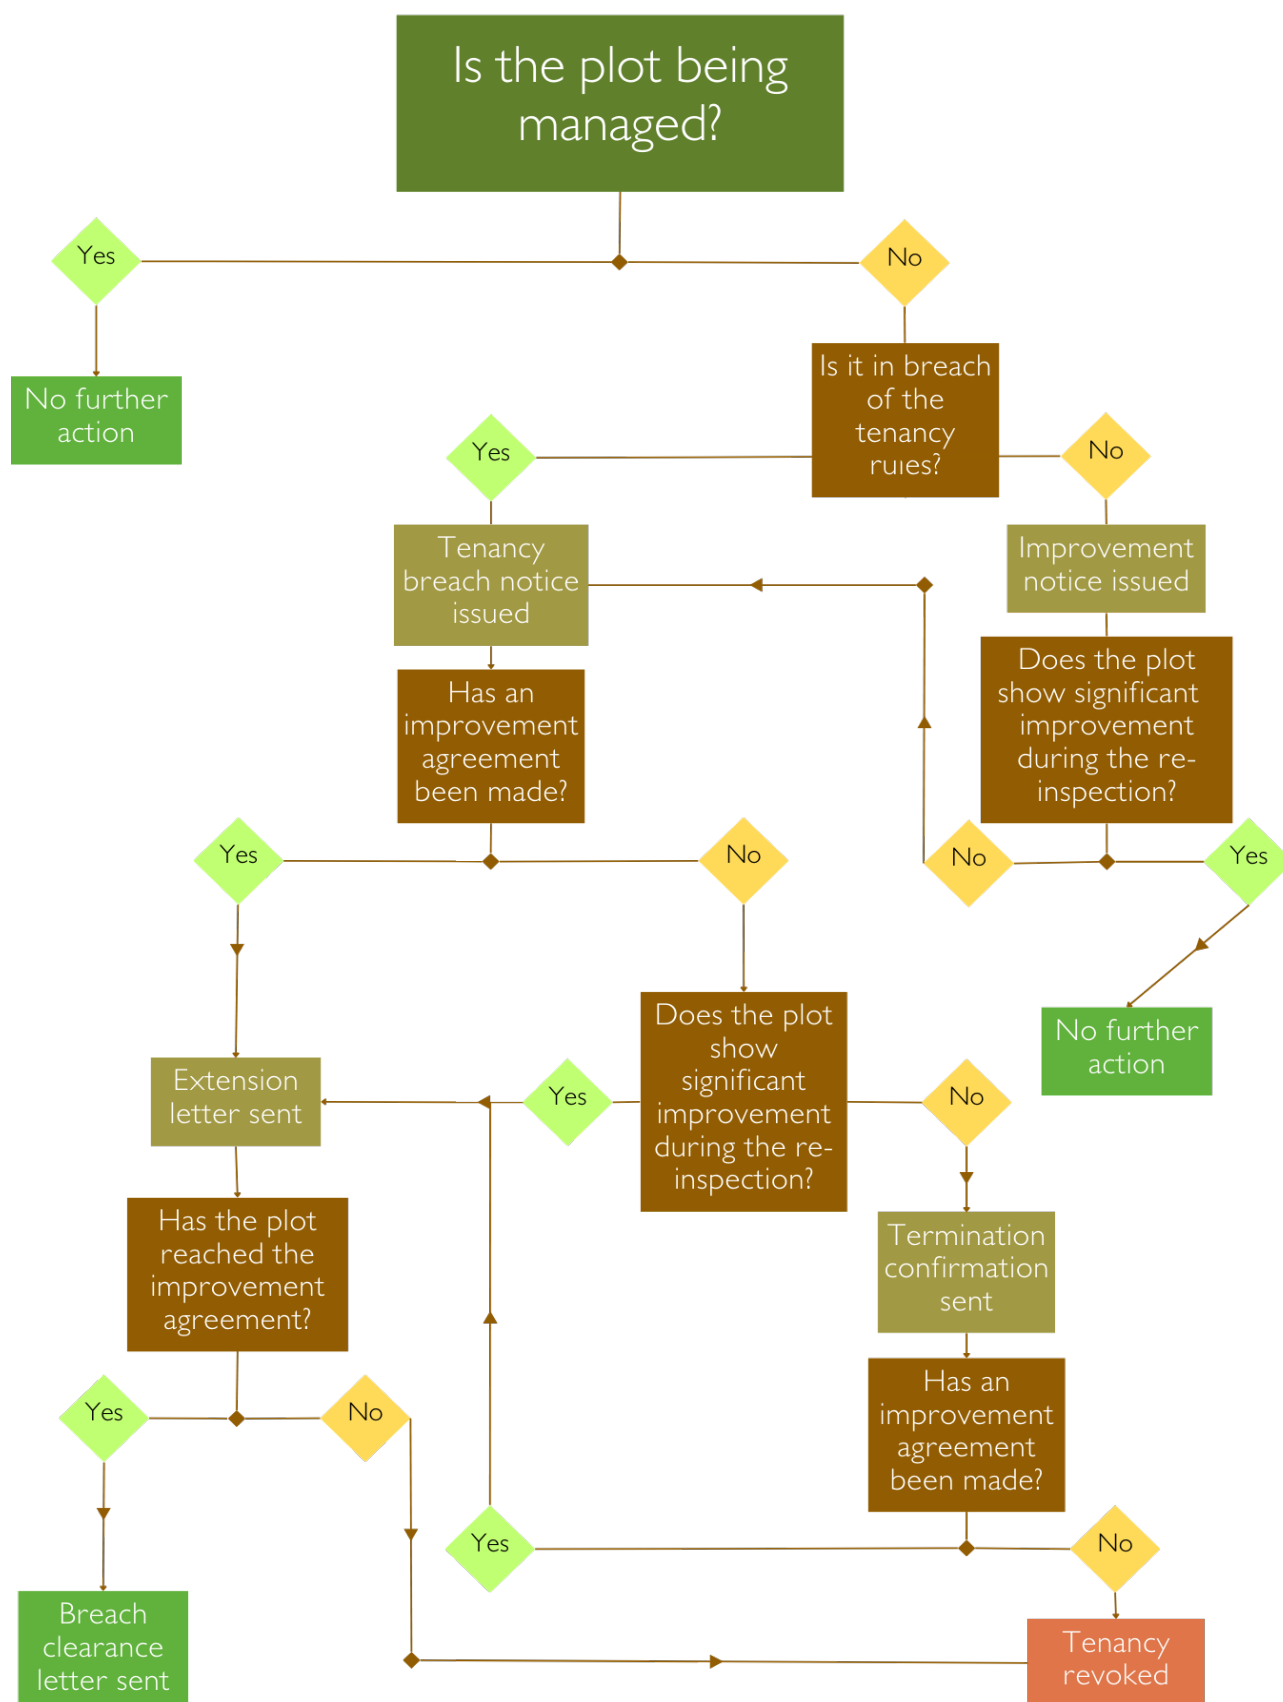 Is the plot being
managed?
Yes
No
No further
action
Is it in breach
of the
tenancy
rules?
Yes
No
Tenancy
breach notice
issued
Improvement
notice issued
Has an
improvement
agreement
been made?
Does the plot
show significant
improvement
during the re-
inspection?
Yes
No
No
Yes
Does the plot
show
significant
improvement
during the re-
inspection?
No further
action
Extension
letter sent
Yes
No
Has the plot
reached the
improvement
agreement?
Termination
confirmation
sent
Has an
improvement
agreement
been made?
Yes
No
Yes
No
Breach
clearance
letter sent
Tenancy
revoked